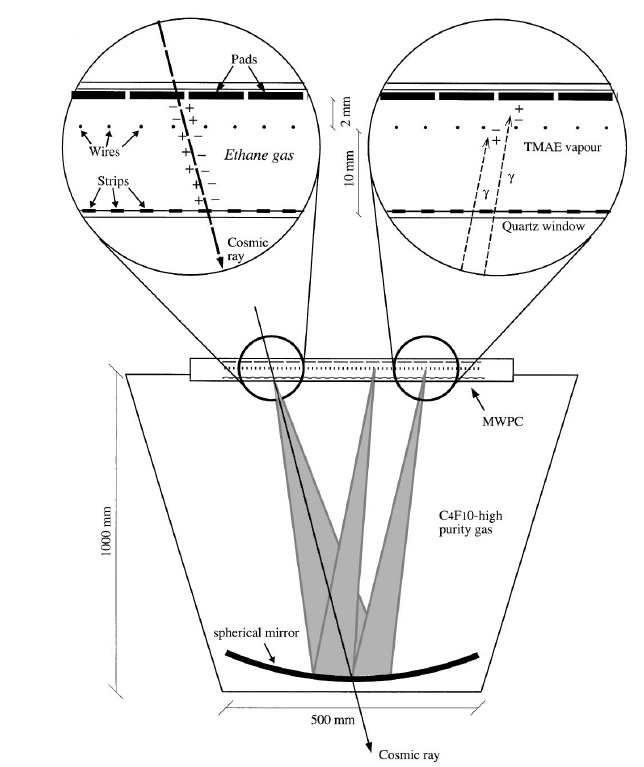 Pads
Wires
Ethane gas
Strips
Cosmic
ray
2 mm
10 mm
TMAE vapour
γ
γ
Quartz window
MWPC
C4F10-high
purity gas
1000 mm
spherical mirror
500 mm
Cosmic ray